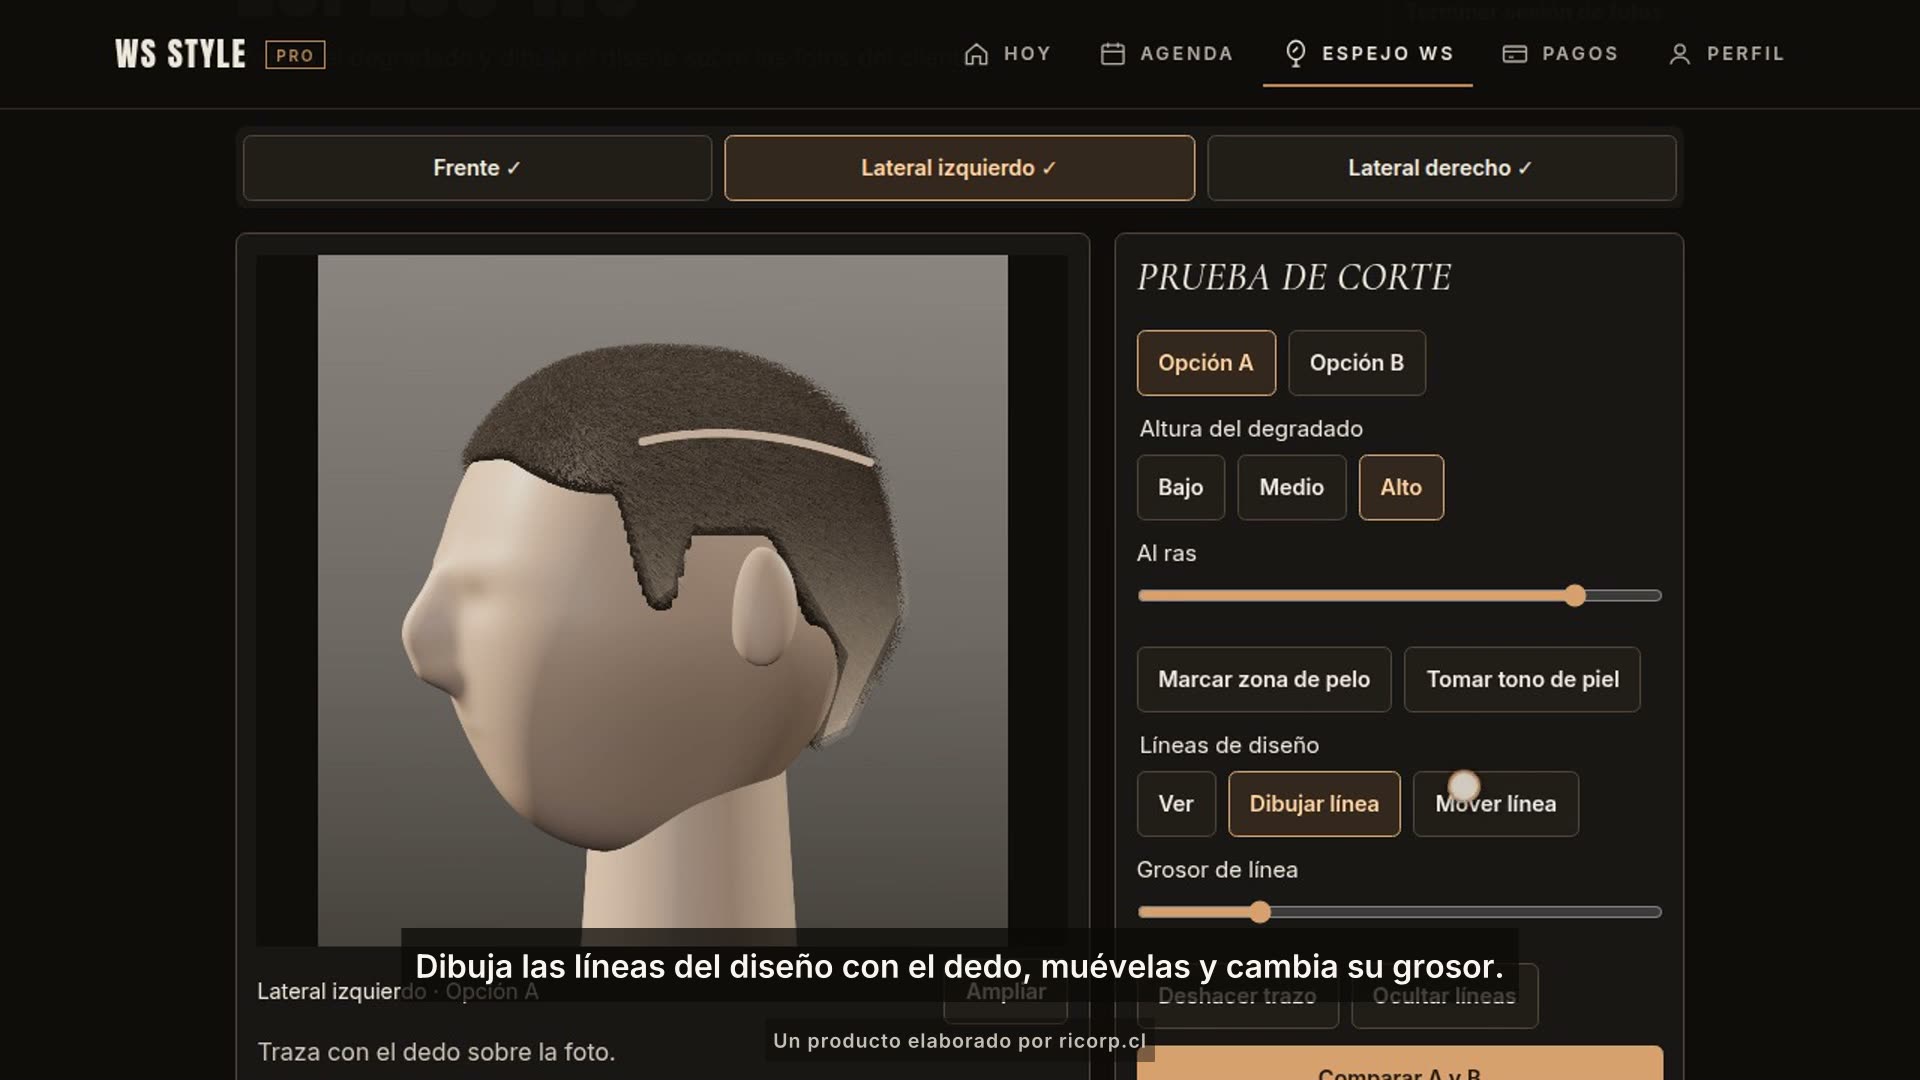 WS STYLE
PRO
HOY
AGENDA
ESPEJO WS
PAGOS
PERFIL
Frente ✓
Lateral izquierdo ✓
Lateral derecho ✓
PRUEBA DE CORTE
Opción A
Opción B
Altura del degradado
Bajo
Medio
Alto
Al ras
Marcar zona de pelo
Tomar tono de piel
Líneas de diseño
Ver
Dibujar línea
Mover línea
Grosor de línea
Dibuja las líneas del diseño con el dedo, muévelas y cambia su grosor.
Lateral izquierdo · Opción A
Ampliar
Deshacer trazo
Ocultar líneas
Un producto elaborado por ricorp.cl
Traza con el dedo sobre la foto.
Comparar A y B